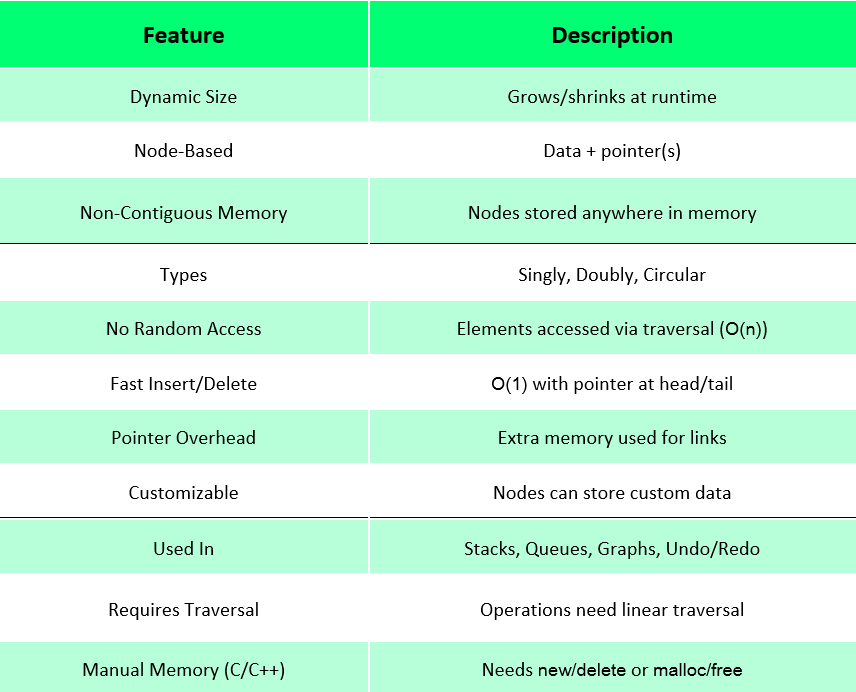 Feature Description
Dynamic Size Grows/shrinks at runtime
Node-Based Data + pointer(s)
Non-Contiguous Memory Nodes stored anywhere in memory
Types Singly, Doubly, Circular
No Random Access Elements accessed via traversal (O(n))
Fast Insert/Delete O(1) with pointer at head/tail
Pointer Overhead Extra memory used for links
Customizable Nodes can store custom data
Used In Stacks, Queues, Graphs, Undo/Redo
Requires Traversal Operations need linear traversal
Manual Memory (C/C++) Needs new/delete or malloc/free